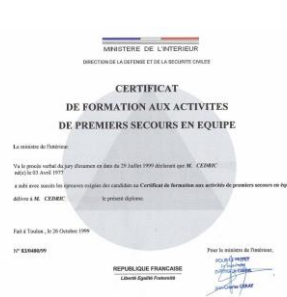 MINISTERE DE L'INTERIEUR
DIRECTION DE LA DEFENSE ET DE LA SECURITE CIVILES
CERTIFICAT
DE FORMATION AUX ACTIVITES
DE PREMIERS SECOURS EN EQUIPE
Le ministre de l'intérieur,
Vu le procès verbal du jury d'examen en date du 29 Juillet 1999 déclarant que M. CEDRIC
né(e) le 03 Avril 1977
a subi avec succès les épreuves exigées des candidats au Certificat de formation aux activités de premiers secours en
délivre à M. CEDRIC le présent diplôme.
Fait à Toulon, le 26 Octobre 1999
N° 83/0480/99 Pour le ministre de l'intérieur,
REPUBLIQUE FRANCAISE
Liberté Egalité Fraternité